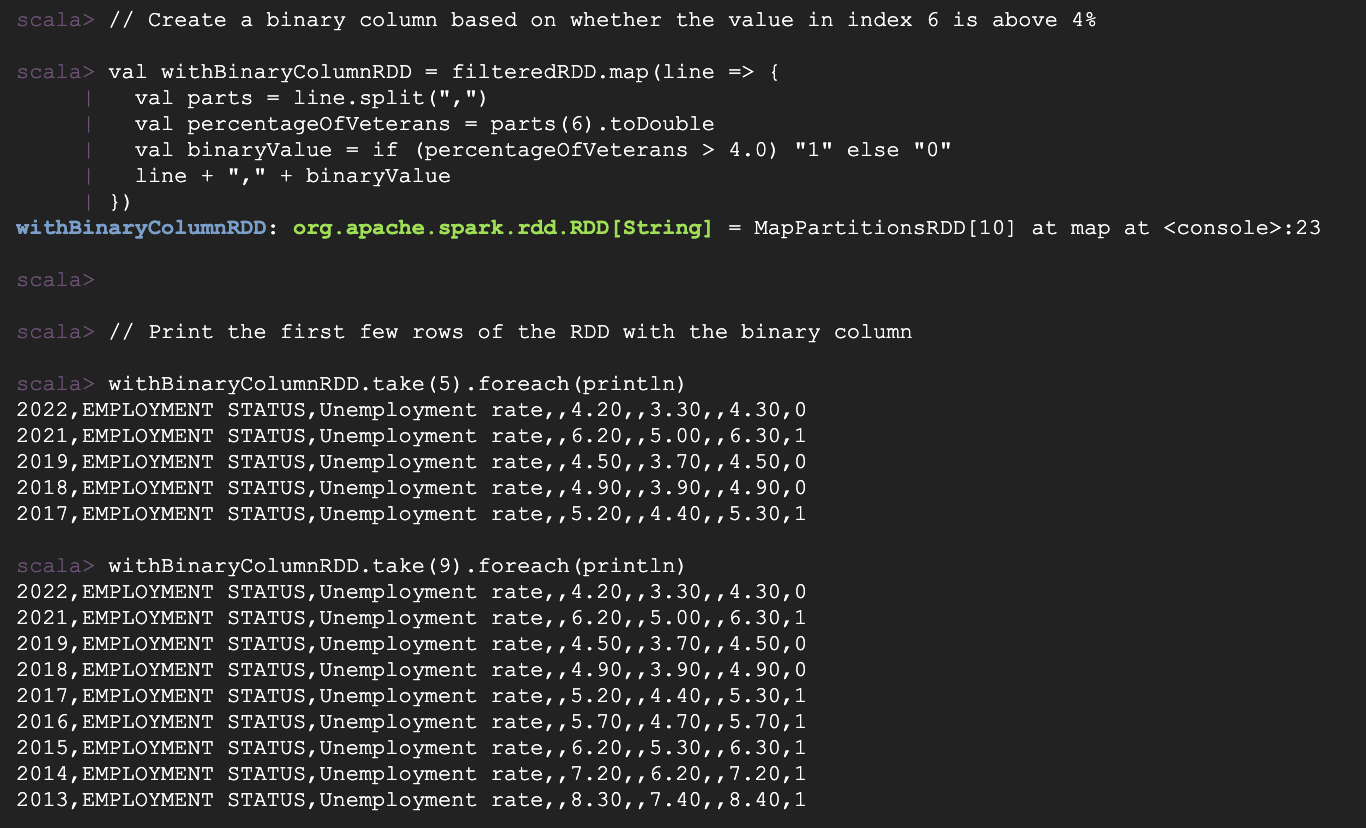 scala> // Create a binary column based on whether the value in index 6 is above 4%
scala> val withBinaryColumnRDD = filteredRDD.map(line => {
     |   val parts = line.split(",")
     |   val percentageOfVeterans = parts(6).toDouble
     |   val binaryValue = if (percentageOfVeterans > 4.0) "1" else "0"
     |   line + "," + binaryValue
     | })
withBinaryColumnRDD: org.apache.spark.rdd.RDD[String] = MapPartitionsRDD[10] at map at <console>:23
scala>
scala> // Print the first few rows of the RDD with the binary column
scala> withBinaryColumnRDD.take(5).foreach(println)
2022,EMPLOYMENT STATUS,Unemployment rate,,4.20,,3.30,,4.30,0
2021,EMPLOYMENT STATUS,Unemployment rate,,6.20,,5.00,,6.30,1
2019,EMPLOYMENT STATUS,Unemployment rate,,4.50,,3.70,,4.50,0
2018,EMPLOYMENT STATUS,Unemployment rate,,4.90,,3.90,,4.90,0
2017,EMPLOYMENT STATUS,Unemployment rate,,5.20,,4.40,,5.30,1
scala> withBinaryColumnRDD.take(9).foreach(println)
2022,EMPLOYMENT STATUS,Unemployment rate,,4.20,,3.30,,4.30,0
2021,EMPLOYMENT STATUS,Unemployment rate,,6.20,,5.00,,6.30,1
2019,EMPLOYMENT STATUS,Unemployment rate,,4.50,,3.70,,4.50,0
2018,EMPLOYMENT STATUS,Unemployment rate,,4.90,,3.90,,4.90,0
2017,EMPLOYMENT STATUS,Unemployment rate,,5.20,,4.40,,5.30,1
2016,EMPLOYMENT STATUS,Unemployment rate,,5.70,,4.70,,5.70,1
2015,EMPLOYMENT STATUS,Unemployment rate,,6.20,,5.30,,6.30,1
2014,EMPLOYMENT STATUS,Unemployment rate,,7.20,,6.20,,7.20,1
2013,EMPLOYMENT STATUS,Unemployment rate,,8.30,,7.40,,8.40,1